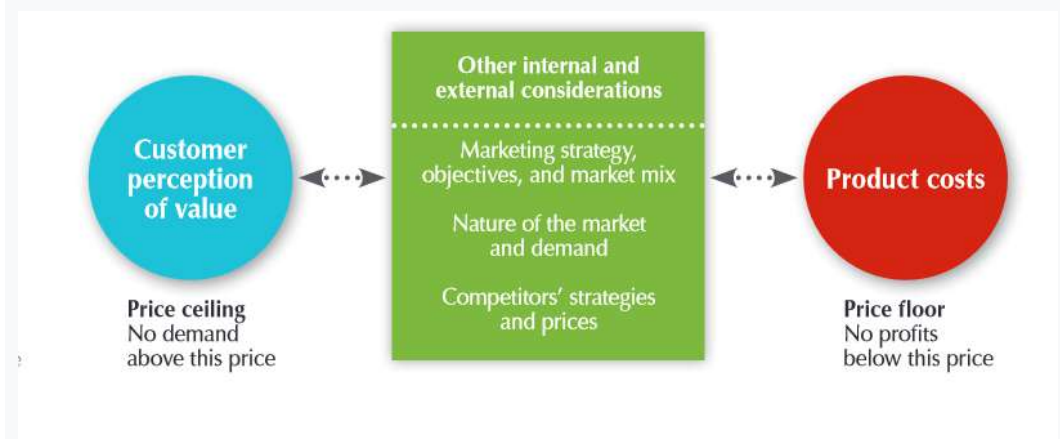 Customer
perception
of value
Price ceiling
No demand
above this price
Other internal and
external considerations
Marketing strategy,
objectives, and market mix
Nature of the market
and demand
Competitors’ strategies
and prices
Product costs
Price floor
No profits
below this price